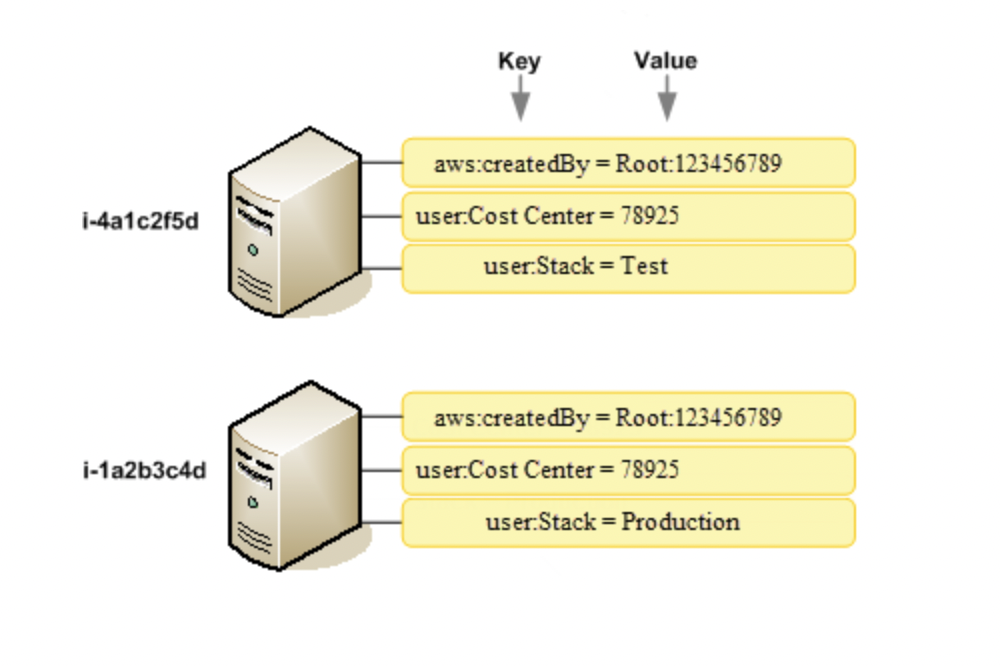 Key Value
aws:createdBy = Root:123456789
i-4a1c2f5d
user:Cost Center = 78925
user:Stack = Test
aws:createdBy = Root:123456789
i-1a2b3c4d
user:Cost Center = 78925
user:Stack = Production